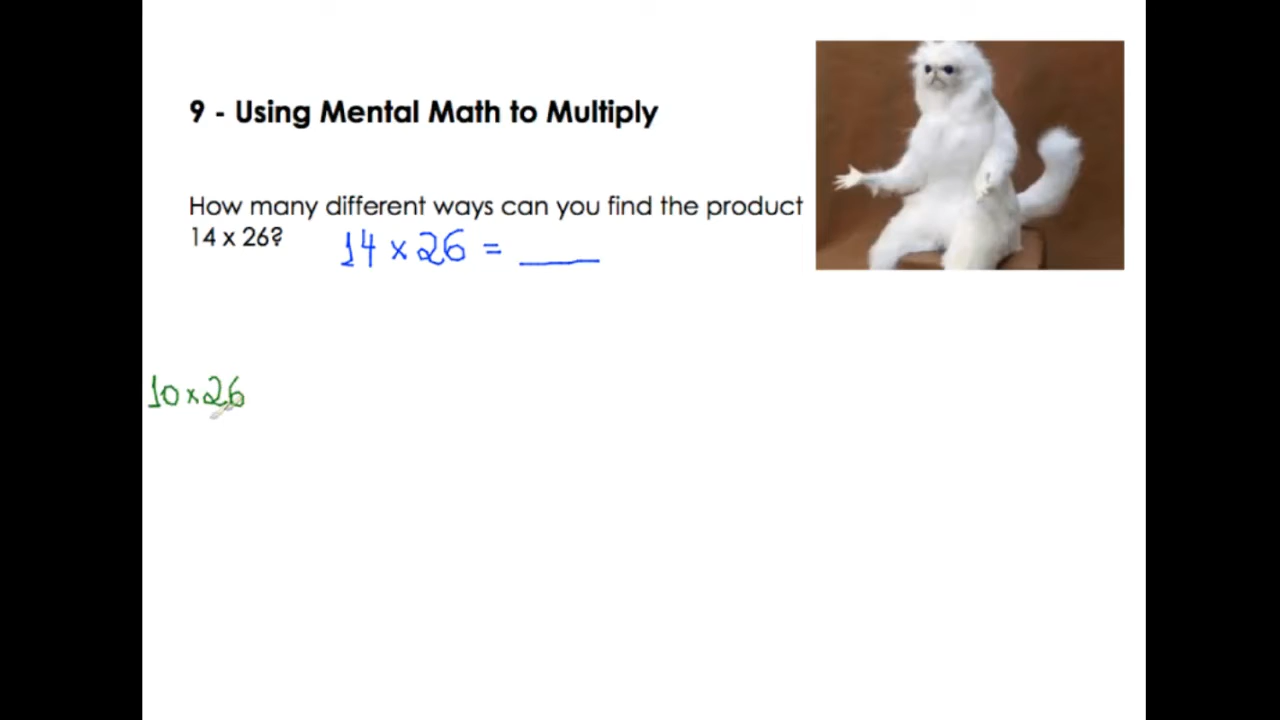 9 - Using Mental Math to Multiply
How many different ways can you find the product
14 x 26?
14 × 26 = ____
10 × 26